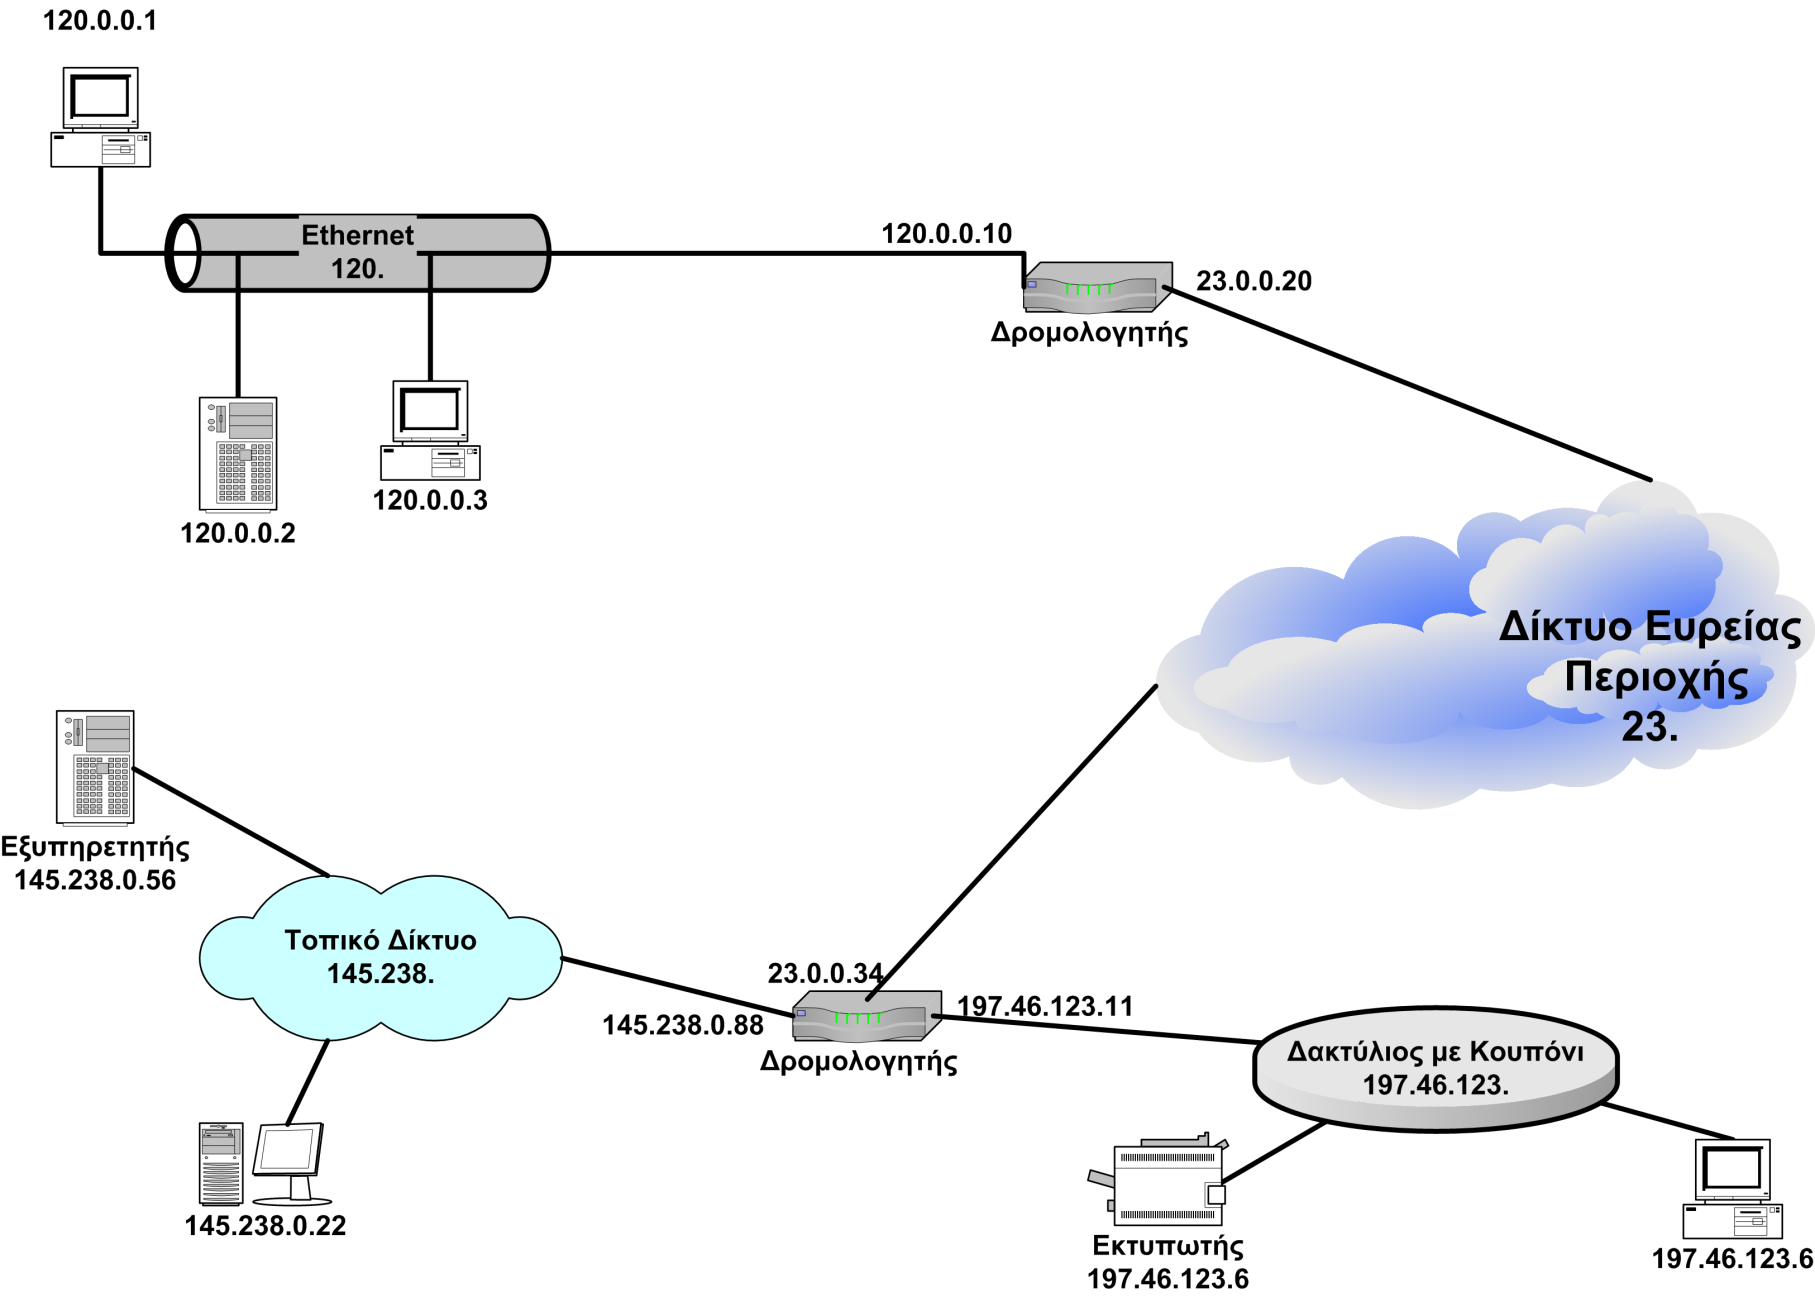 120.0.0.1
Ethernet
120.
120.0.0.10
23.0.0.20
Δρομολογητής
120.0.0.3
120.0.0.2
Δίκτυο Ευρείας
Περιοχής
23.
Εξυπηρετητής
145.238.0.56
Τοπικό Δίκτυο
145.238.
23.0.0.34
145.238.0.88
197.46.123.11
Δρομολογητής
Δακτύλιος με Κουπόνι
197.46.123.
145.238.0.22
Εκτυπωτής
197.46.123.6
197.46.123.6